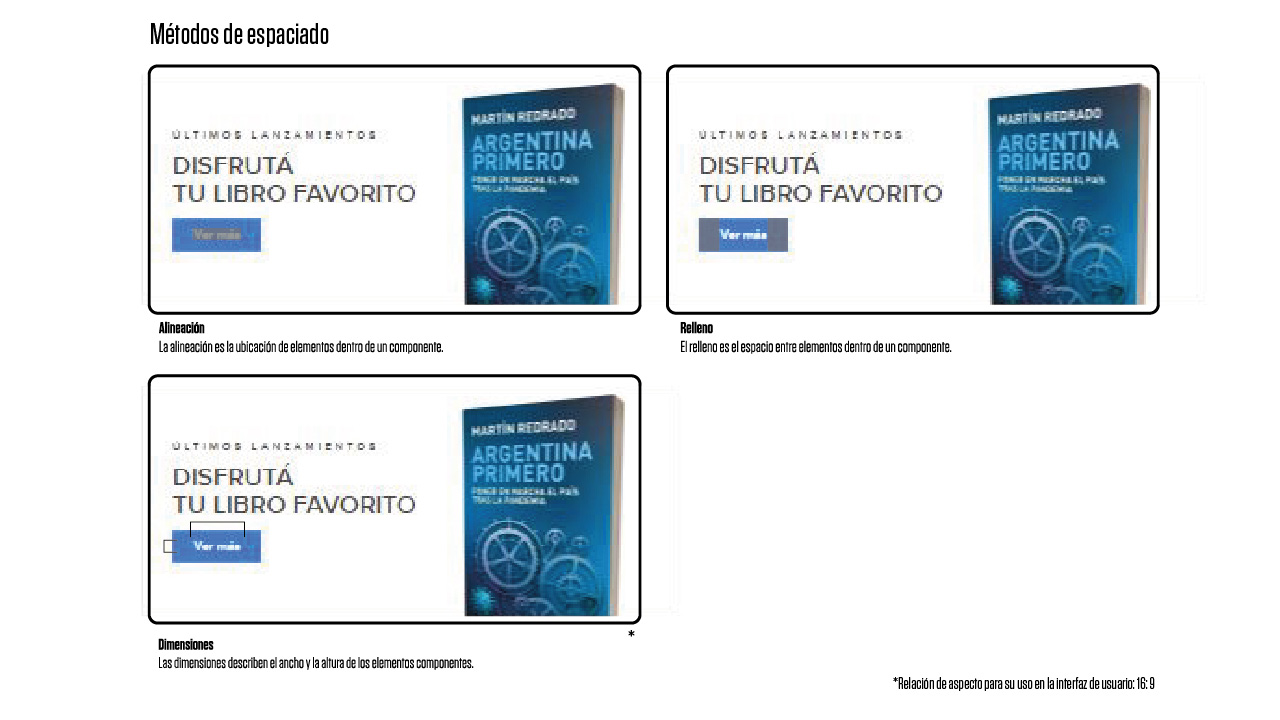 Métodos de espaciado
ÚLTIMOS LANZAMIENTOS
DISFRUTÁ
TU LIBRO FAVORITO
Ver más
MARTÍN REDRADO
ARGENTINA
PRIMERO
PONER EN MARCHA EL PAÍS
TRAS LA PANDEMIA
Alineación
La alineación es la ubicación de elementos dentro de un componente.
ÚLTIMOS LANZAMIENTOS
DISFRUTÁ
TU LIBRO FAVORITO
Ver más
MARTÍN REDRADO
ARGENTINA
PRIMERO
PONER EN MARCHA EL PAÍS
TRAS LA PANDEMIA
Relleno
El relleno es el espacio entre elementos dentro de un componente.
ÚLTIMOS LANZAMIENTOS
DISFRUTÁ
TU LIBRO FAVORITO
Ver más
MARTÍN REDRADO
ARGENTINA
PRIMERO
PONER EN MARCHA EL PAÍS
TRAS LA PANDEMIA
*
Dimensiones
Las dimensiones describen el ancho y la altura de los elementos componentes.
*Relación de aspecto para su uso en la interfaz de usuario: 16: 9